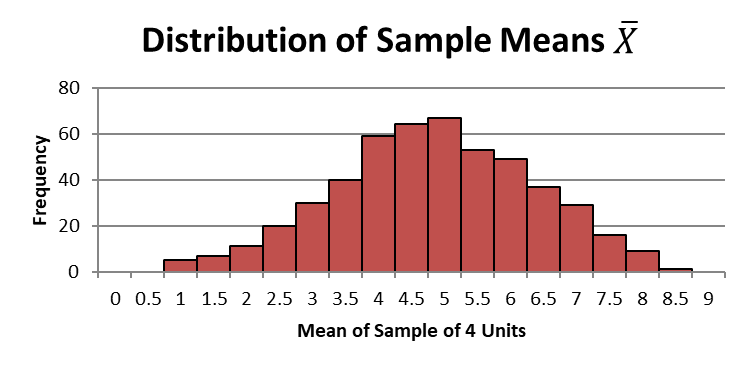 Distribution of Sample Means X̅
80
60
40
20
0
Frequency
0 0.5 1 1.5 2 2.5 3 3.5 4 4.5 5 5.5 6 6.5 7 7.5 8 8.5 9
Mean of Sample of 4 Units